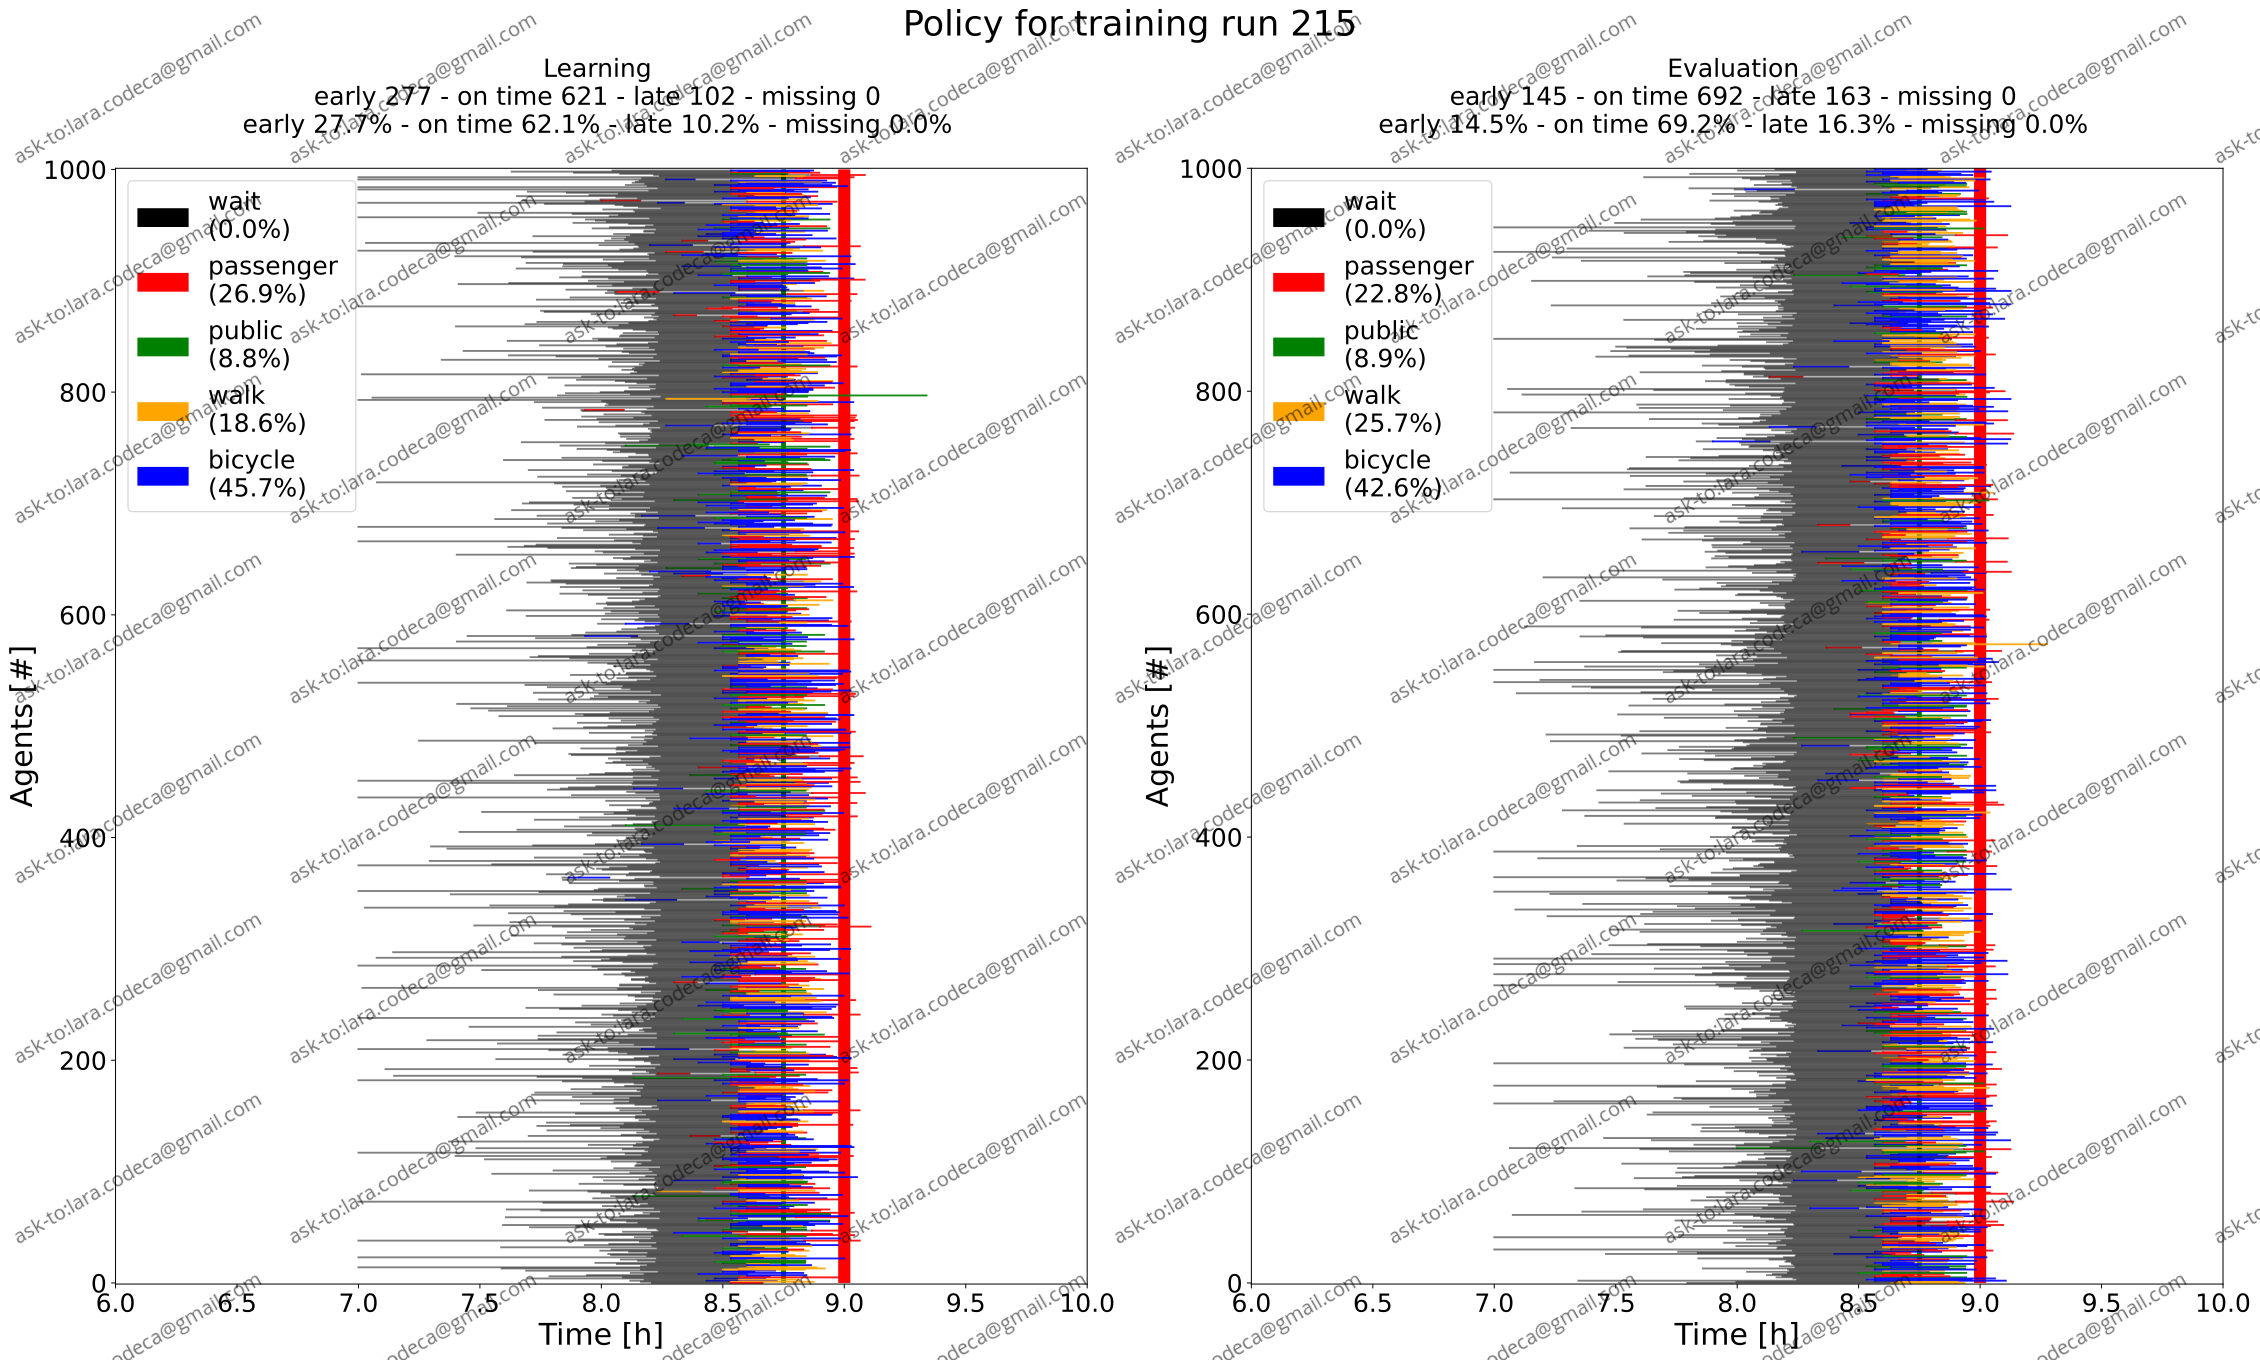 Policy for training run 215
Learning
early 277 - on time 621 - late 102 - missing 0
early 27.7% - on time 62.1% - late 10.2% - missing 0.0%
1000
800
600
400
200
0
Agents [#]
wait
(0.0%)
passenger
(26.9%)
public
(8.8%)
walk
(18.6%)
bicycle
(45.7%)
6.0 6.5 7.0 7.5 8.0 8.5 9.0 9.5 10.0
Time [h]
Evaluation
early 145 - on time 692 - late 163 - missing 0
early 14.5% - on time 69.2% - late 16.3% - missing 0.0%
1000
800
600
400
200
0
Agents [#]
wait
(0.0%)
passenger
(22.8%)
public
(8.9%)
walk
(25.7%)
bicycle
(42.6%)
6.0 6.5 7.0 7.5 8.0 8.5 9.0 9.5 10.0
Time [h]
ask-to:lara.codeca@gmail.com